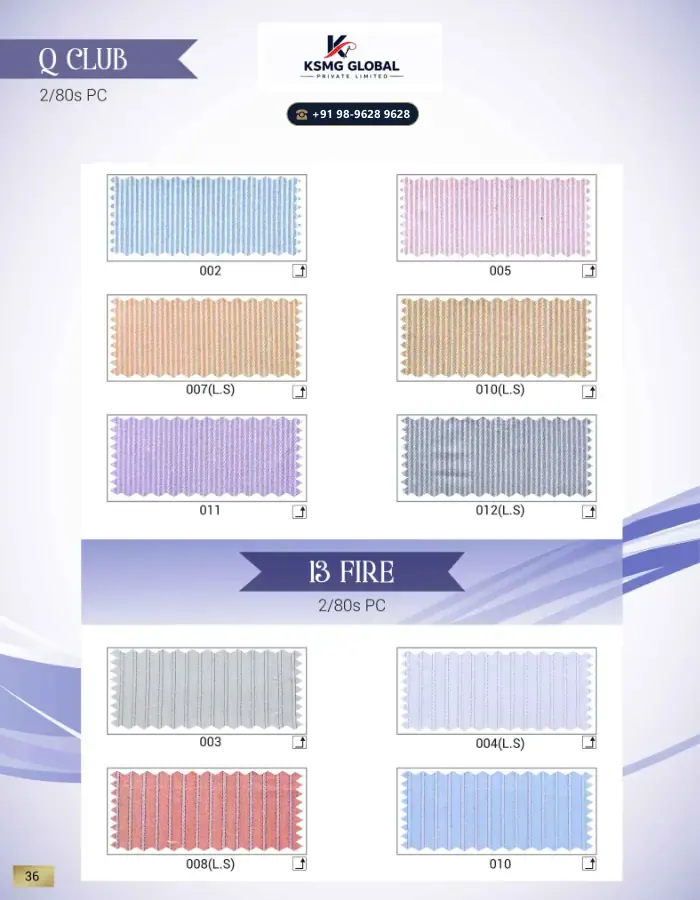 Q CLUB
2/80s PC
KSMG GLOBAL
PRIVATE LIMITED
+91 98-9628 9628
002
005
007(L.S)
010(L.S)
011
012(L.S)
13 FIRE
2/80s PC
003
004(L.S)
008(L.S)
010
36